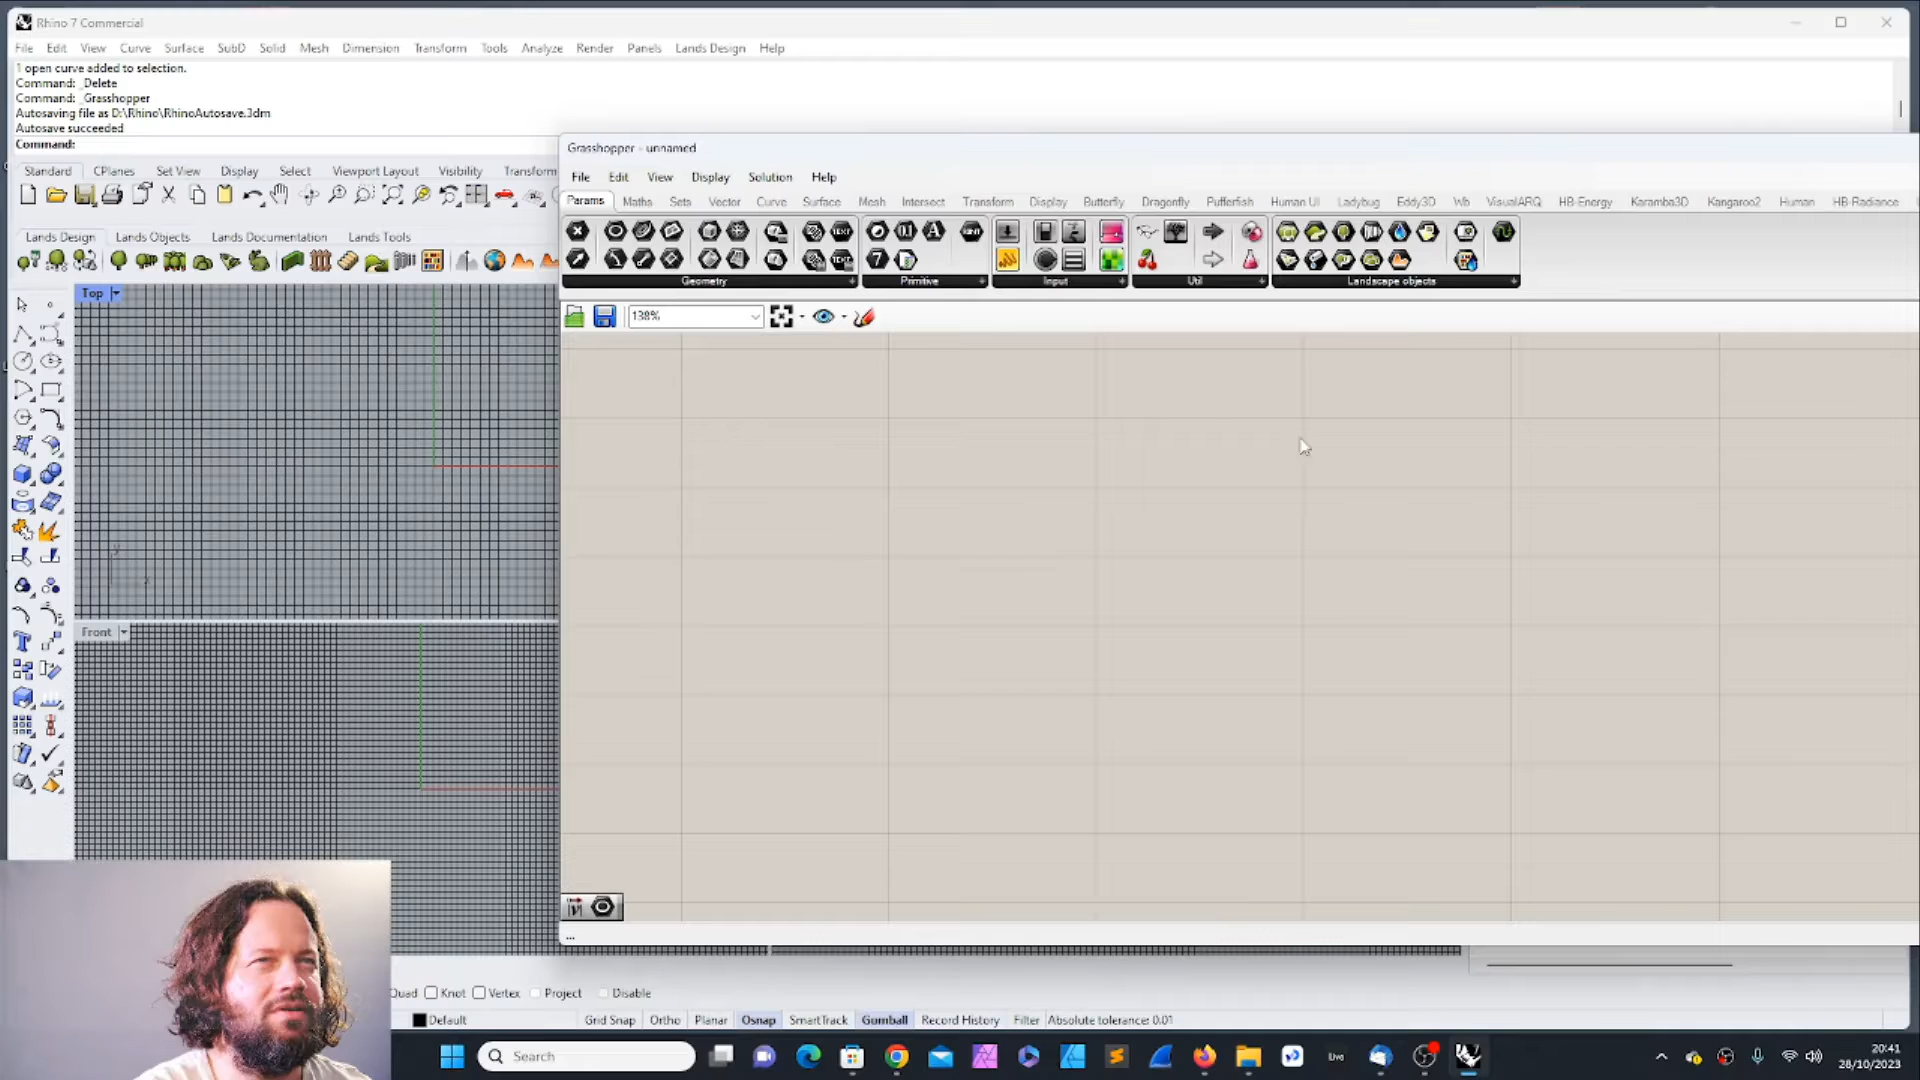 Rhino 7 Commercial
File Edit View Curve Surface SubD Solid Mesh Dimension Transform Tools Analyze Render Panels Lands Design Help
1 open curve added to selection.
Command: _Delete
Command: _Grasshopper
Autosaving file as D:\Rhino\RhinoAutosave.3dm
Autosave succeeded
Command:
Standard CPlanes Set View Display Select Viewport Layout Visibility Transform
Lands Design Lands Objects Lands Documentation Lands Tools
Top
Front
Grasshopper - unnamed
File Edit View Display Solution Help
Params Maths Sets Vector Curve Surface Mesh Intersect Transform Display Butterfly Dragonfly Pufferfish Human UI Ladybug Eddy3D Wb VisualARQ HB-Energy Karamba3D Kangaroo2 Human HB-Radiance
Geometry Primitive Input Util Landscape objects
138%
...
Quad Knot Vertex Project Disable
Default Grid Snap Ortho Planar Osnap SmartTrack Gumball Record History Filter Absolute tolerance: 0.01
Search
Live
20:41
28/10/2023